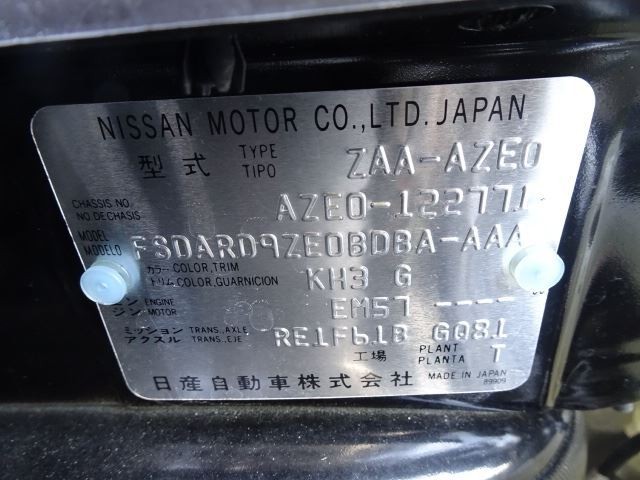 NISSAN MOTOR CO.,LTD. JAPAN
型式 TYPE TIPO ZAA-AZE0
CHASSIS NO. NO. DE CHASIS AZE0-122771
MODEL MODELO FSDARD9ZE0BDBA-AAA
カラー COLOR, TRIM KH3 G
トリム COLOR, GUARNICION
ジン ENGINE EM57 ----
ジン MOTOR
ミッション TRANS., AXLE RE1F61B GQ81
アクスル TRANS., EJE
工場 PLANT PLANTA T
日産自動車株式会社 MADE IN JAPAN
89909